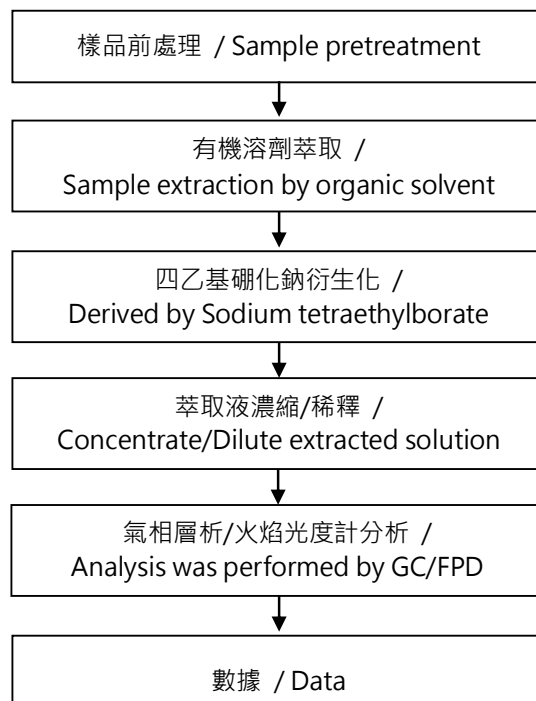 樣品前處理 / Sample pretreatment
有機溶劑萃取 /
Sample extraction by organic solvent
四乙基硼化鈉衍生化 /
Derived by Sodium tetraethylborate
萃取液濃縮/稀釋 /
Concentrate/Dilute extracted solution
氣相層析/火焰光度計分析 /
Analysis was performed by GC/FPD
數據 / Data